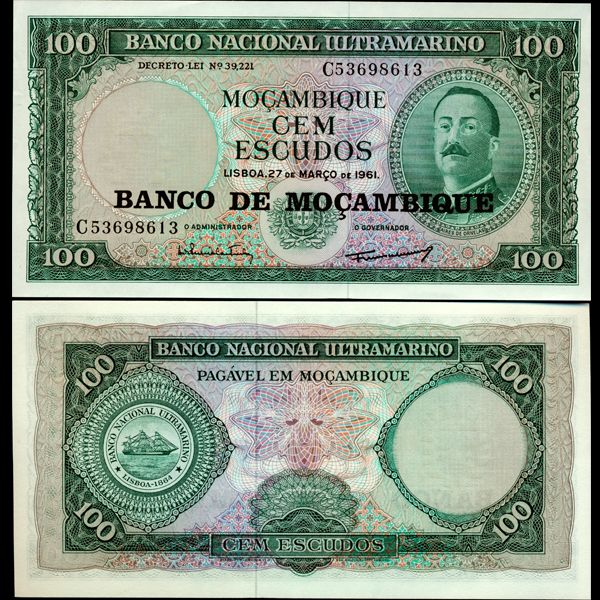 100 BANCO NACIONAL ULTRAMARINO 100
DECRETO-LEI Nº 39,221 C53698613
MOÇAMBIQUE
CEM
ESCUDOS
LISBOA, 27 DE MARÇO DE 1961.
BANCO DE MOÇAMBIQUE
C53698613 O ADMINISTRADOR O GOVERNADOR
100 100
BANCO NACIONAL ULTRAMARINO
100 PAGÁVEL EM MOÇAMBIQUE 100
BANCO NACIONAL ULTRAMARINO
LISBOA-1864
100 100
CEM ESCUDOS